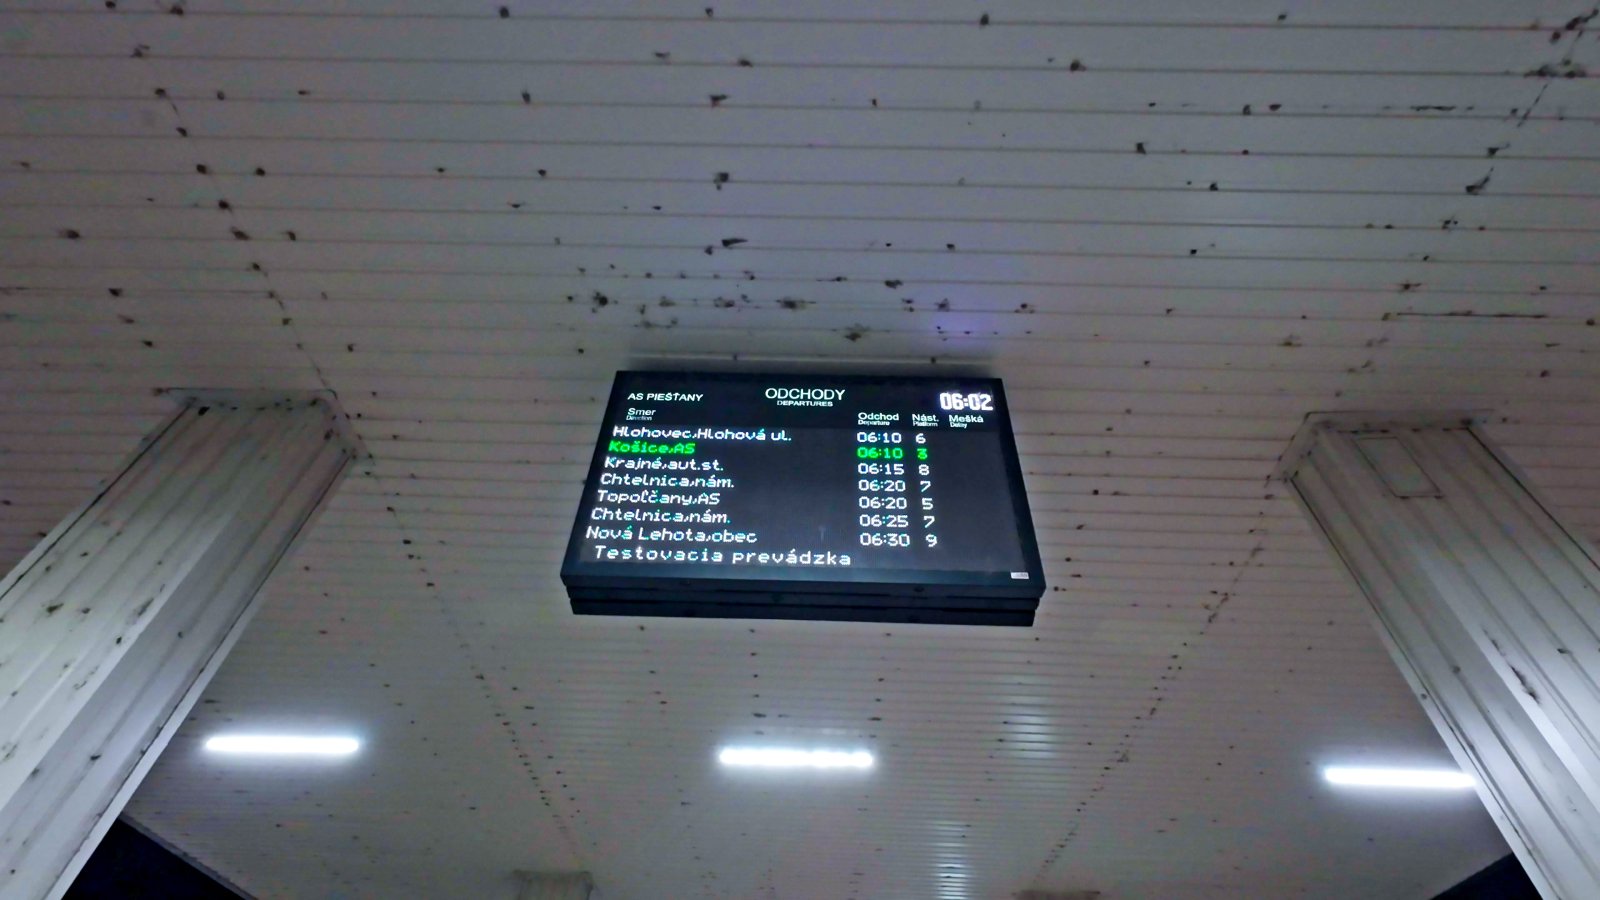 AS PIEŠŤANY ODCHODY 06:02
DEPARTURES
Smer Odchod Nást. Mešká
Direction Departure Platform Delay
Hlohovec,Hlohová ul. 06:10 6
Košice,AS 06:10 3
Krajné,aut.st. 06:15 8
Chtelnica,nám. 06:20 7
Topoľčany,AS 06:20 5
Chtelnica,nám. 06:25 7
Nová Lehota,obec 06:30 9
Testovacia prevádzka